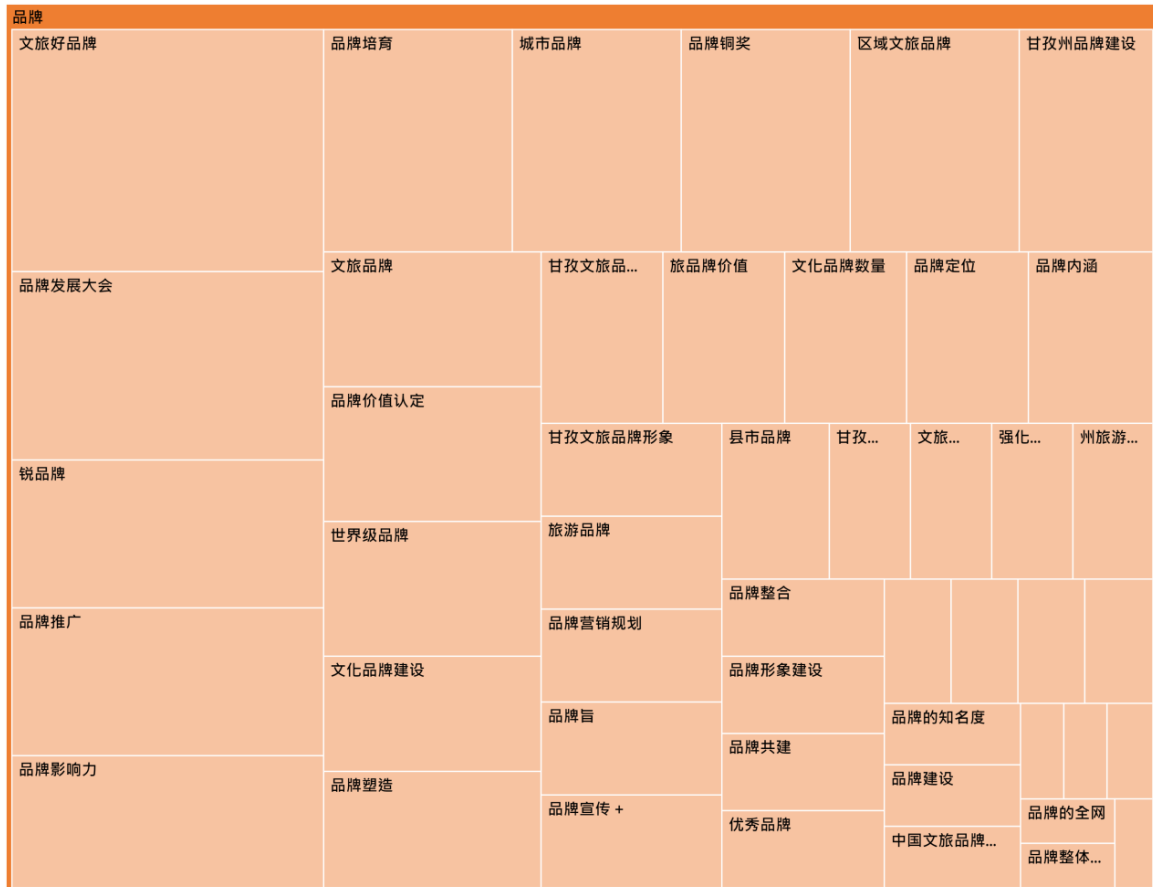 品牌
文旅好品牌
品牌发展大会
锐品牌
品牌推广
品牌影响力
品牌培育
城市品牌
品牌铜奖
区域文旅品牌
甘孜州品牌建设
文旅品牌
品牌价值认定
世界级品牌
文化品牌建设
品牌塑造
甘孜文旅品...
旅品牌价值
文化品牌数量
品牌定位
品牌内涵
甘孜文旅品牌形象
旅游品牌
品牌营销规划
品牌旨
品牌宣传 +
县市品牌
甘孜...
文旅...
强化...
州旅游...
品牌整合
品牌形象建设
品牌共建
优秀品牌
品牌的知名度
品牌建设
中国文旅品牌...
品牌的全网
品牌整体...